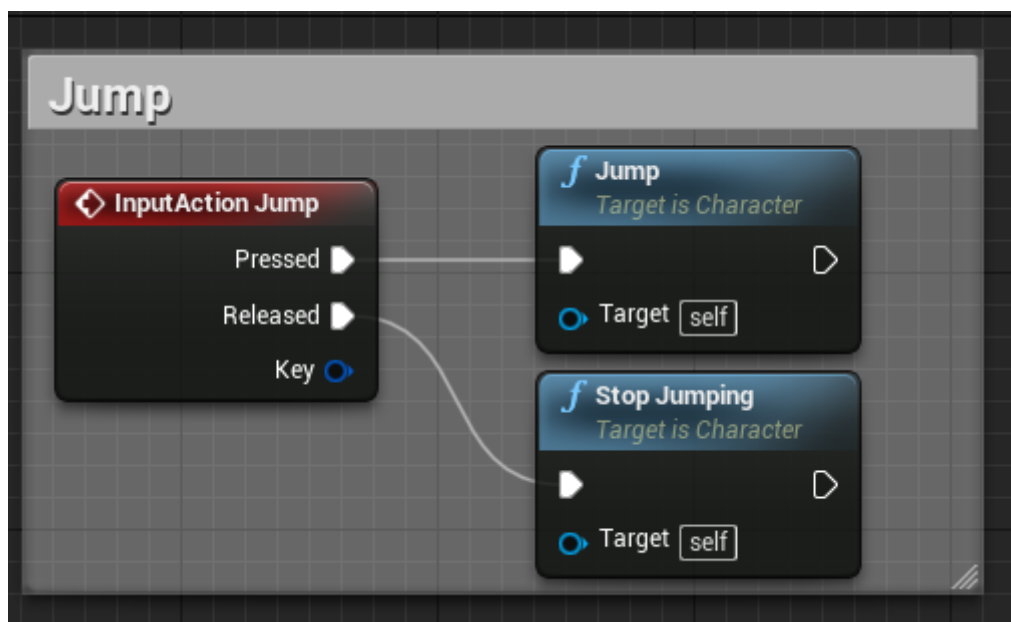 Jump
InputAction Jump
Pressed
Released
Key
f Jump
Target is Character
Target self
f Stop Jumping
Target is Character
Target self